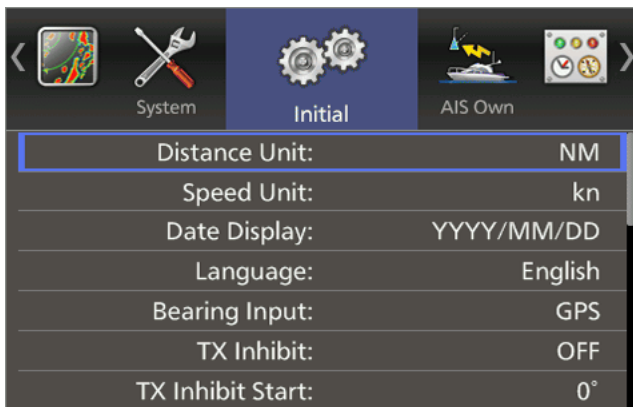 System
Initial
AIS Own
Distance Unit: NM
Speed Unit: kn
Date Display: YYYY/MM/DD
Language: English
Bearing Input: GPS
TX Inhibit: OFF
TX Inhibit Start: 0°